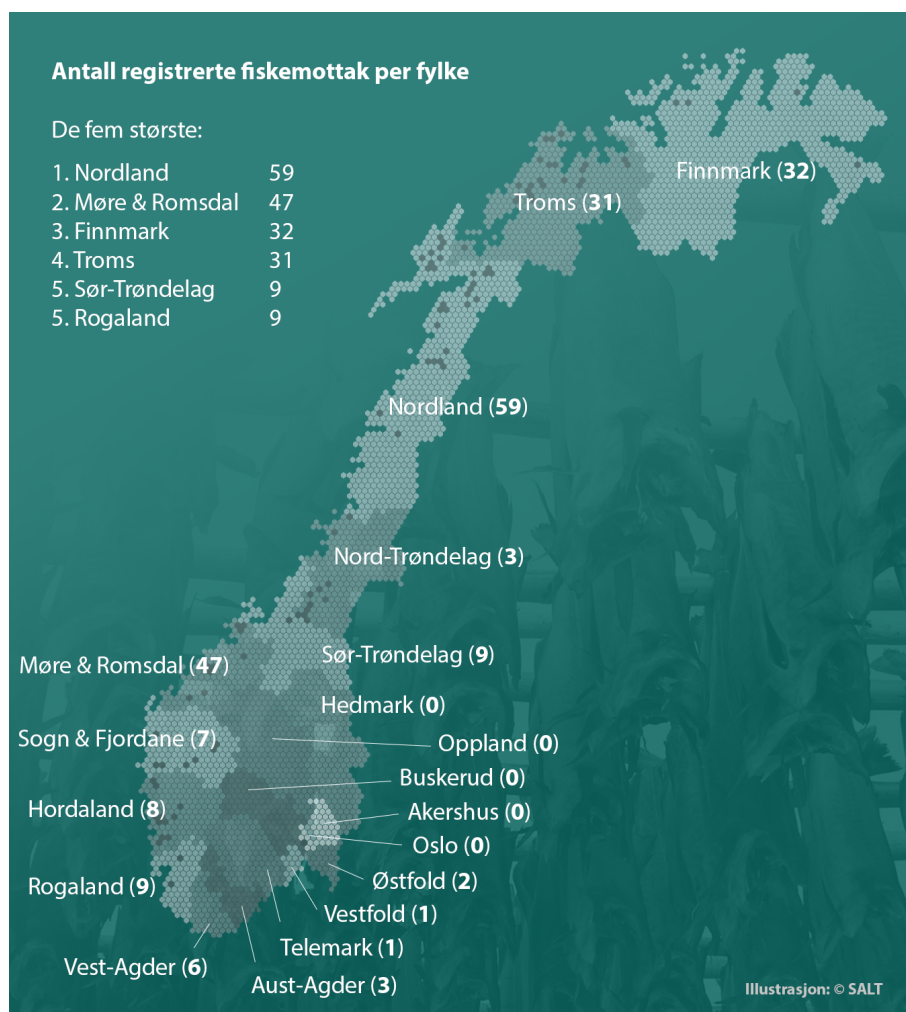 Antall registrerte fiskemottak per fylke
De fem største:
1. Nordland 59
2. Møre & Romsdal 47
3. Finnmark 32
4. Troms 31
5. Sør-Trøndelag 9
5. Rogaland 9
Finnmark (32)
Troms (31)
Nordland (59)
Nord-Trøndelag (3)
Sør-Trøndelag (9)
Møre & Romsdal (47)
Hedmark (0)
Sogn & Fjordane (7)
Oppland (0)
Buskerud (0)
Hordaland (8)
Akershus (0)
Oslo (0)
Rogaland (9)
Østfold (2)
Vestfold (1)
Telemark (1)
Vest-Agder (6)
Aust-Agder (3)
Illustrasjon: © SALT